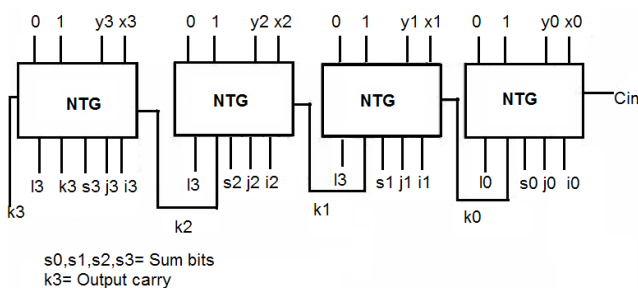 0 1 y3 x3 0 1 y2 x2 0 1 y1 x1 0 1 y0 x0
NTG NTG NTG NTG Cin
l3 k3 s3 j3 i3 l3 s2 j2 i2 l3 s1 j1 i1 l0 s0 j0 i0
k3 k2 k1 k0
s0,s1,s2,s3= Sum bits
k3= Output carry